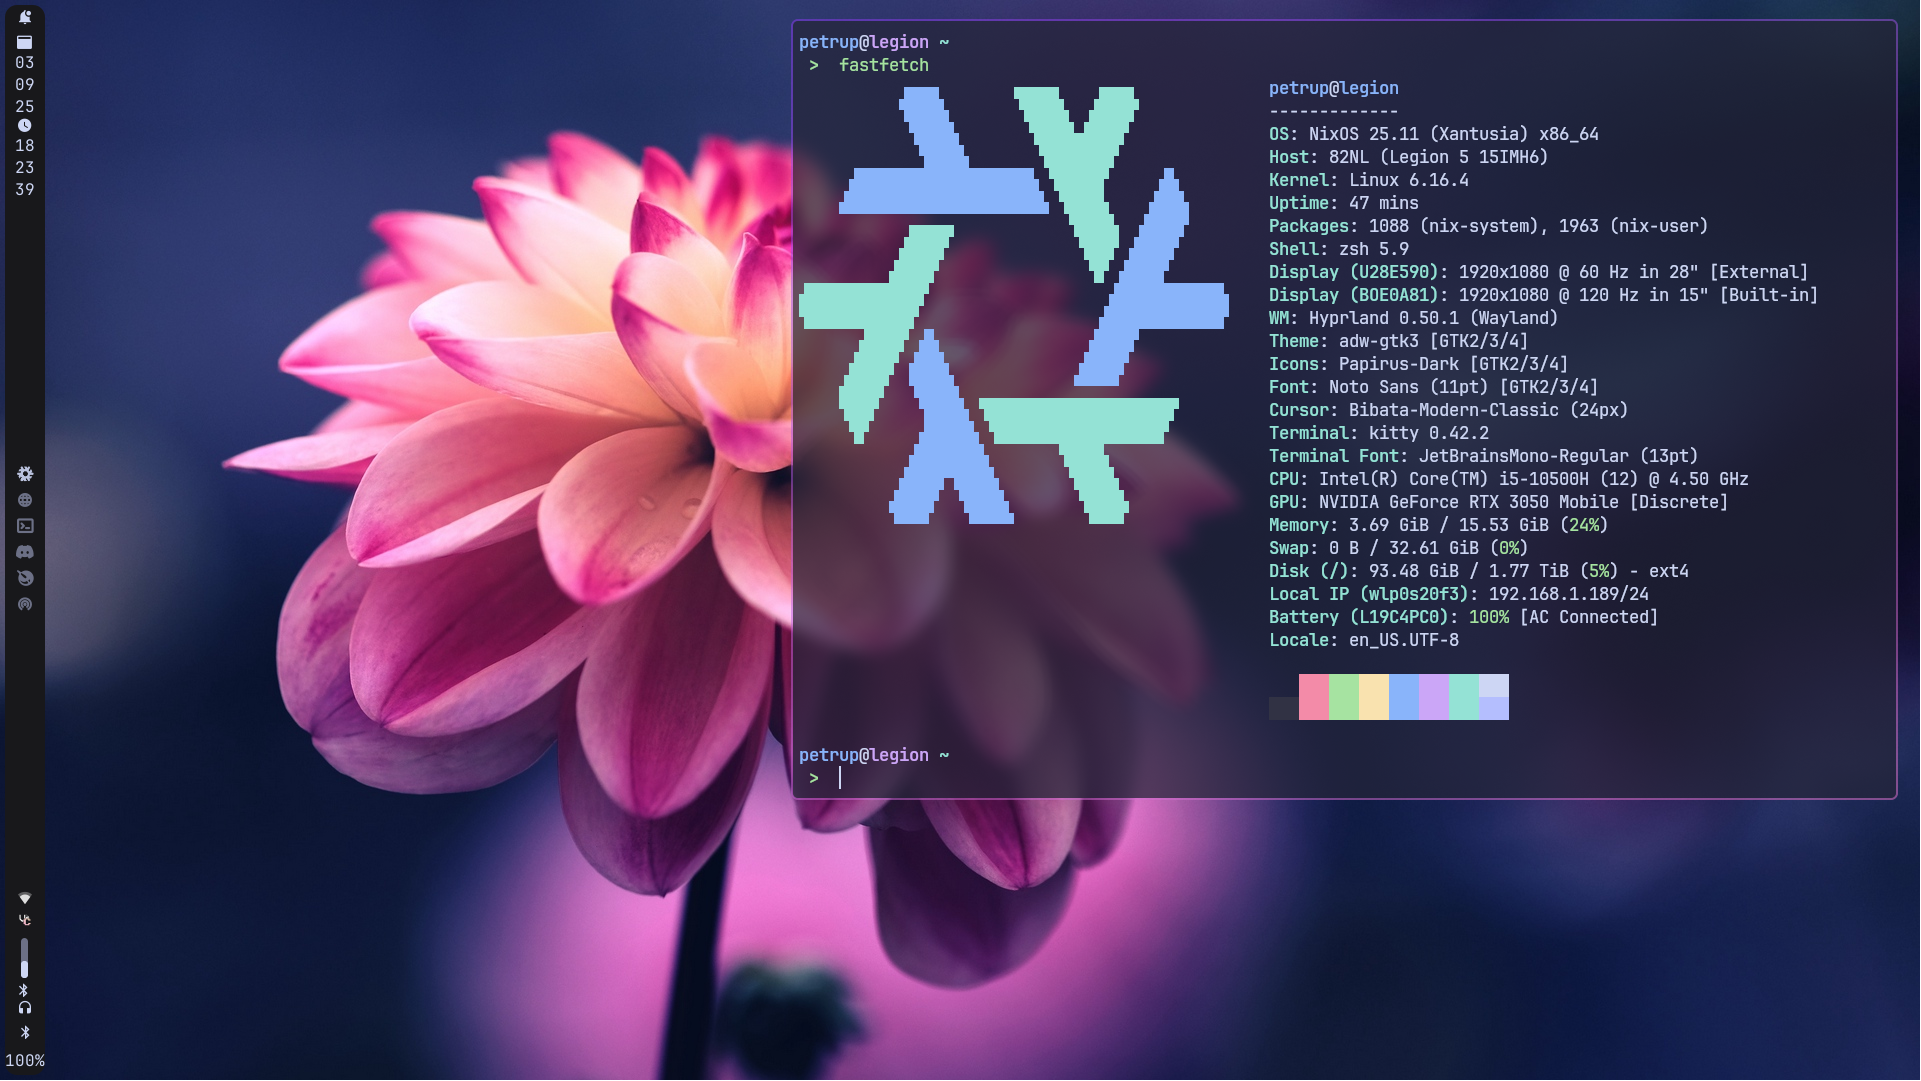 03
09
25
18
23
39
100%
petrup@legion ~
> fastfetch
petrup@legion
-------------
OS: NixOS 25.11 (Xantusia) x86_64
Host: 82NL (Legion 5 15IMH6)
Kernel: Linux 6.16.4
Uptime: 47 mins
Packages: 1088 (nix-system), 1963 (nix-user)
Shell: zsh 5.9
Display (U28E590): 1920x1080 @ 60 Hz in 28" [External]
Display (BOE0A81): 1920x1080 @ 120 Hz in 15" [Built-in]
WM: Hyprland 0.50.1 (Wayland)
Theme: adw-gtk3 [GTK2/3/4]
Icons: Papirus-Dark [GTK2/3/4]
Font: Noto Sans (11pt) [GTK2/3/4]
Cursor: Bibata-Modern-Classic (24px)
Terminal: kitty 0.42.2
Terminal Font: JetBrainsMono-Regular (13pt)
CPU: Intel(R) Core(TM) i5-10500H (12) @ 4.50 GHz
GPU: NVIDIA GeForce RTX 3050 Mobile [Discrete]
Memory: 3.69 GiB / 15.53 GiB (24%)
Swap: 0 B / 32.61 GiB (0%)
Disk (/): 93.48 GiB / 1.77 TiB (5%) - ext4
Local IP (wlp0s20f3): 192.168.1.189/24
Battery (L19C4PC0): 100% [AC Connected]
Locale: en_US.UTF-8
petrup@legion ~
>